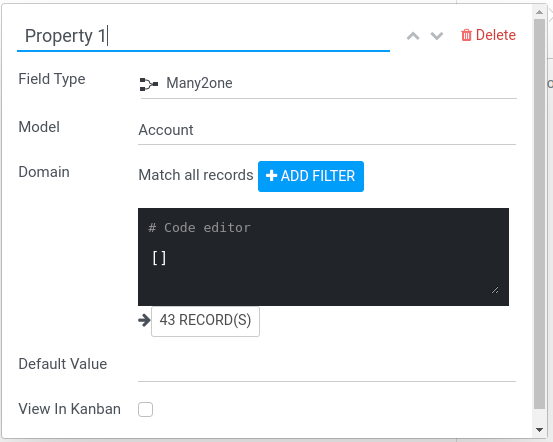 Property 1
Delete
Field Type
Many2one
Model
Account
Domain
Match all records
ADD FILTER
# Code editor
[]
43 RECORD(S)
Default Value
View In Kanban